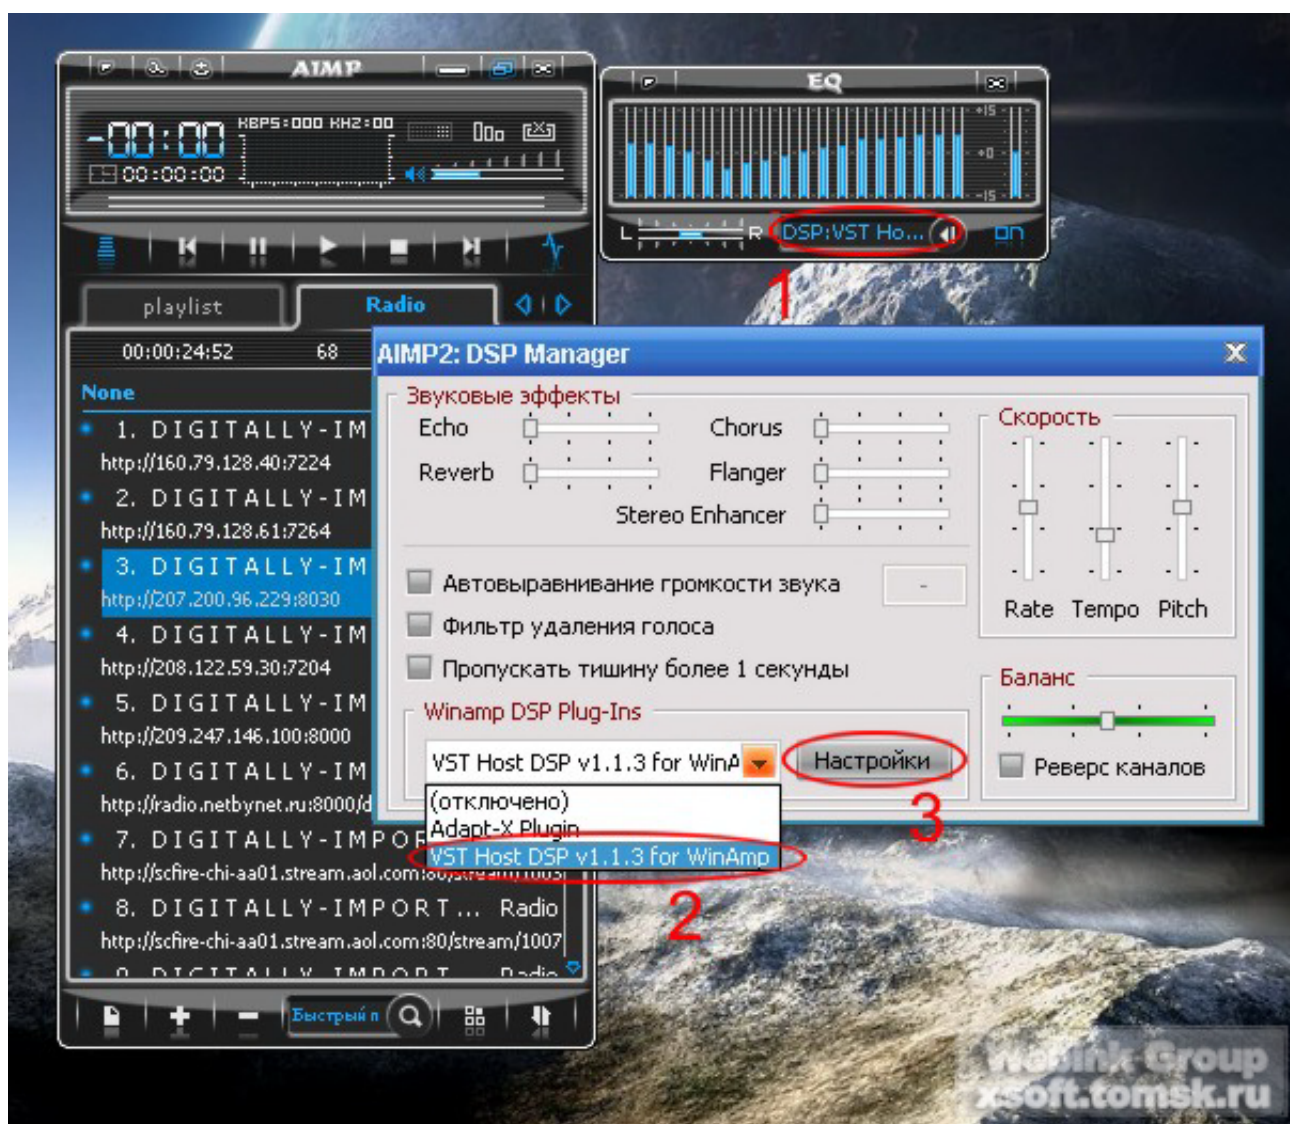 AIMP
-00:00
KBPS:000 KHZ:00
00:00:00
EQ
+15
+0
-15
L
R
DSP:VST Ho...
on
1
playlist
Radio
00:00:24:52
68
None
1. DIGITALLY-IM
http://160.79.128.40:7224
2. DIGITALLY-IM
http://160.79.128.61:7264
3. DIGITALLY-IM
http://207.200.96.229:8030
4. DIGITALLY-IM
http://208.122.59.30:7204
5. DIGITALLY-IM
http://209.247.146.100:8000
6. DIGITALLY-IM
http://radio.netbynet.ru:8000/d
7. DIGITALLY-IMPOR
http://scfire-chi-aa01.stream.aol.com:80/stream/1003
8. DIGITALLY-IMPORT... Radio
http://scfire-chi-aa01.stream.aol.com:80/stream/1007
9. DIGITALLY-IMPORT... Radio
Быстрый п
AIMP2: DSP Manager
X
Звуковые эффекты
Echo
Chorus
Reverb
Flanger
Stereo Enhancer
Автовыравнивание громкости звука
-
Фильтр удаления голоса
Пропускать тишину более 1 секунды
Скорость
Rate Tempo Pitch
Winamp DSP Plug-Ins
VST Host DSP v1.1.3 for WinA
Настройки
3
(отключено)
Adapt-X Plugin
VST Host DSP v1.1.3 for WinAmp
2
Баланс
Реверс каналов
Weblink Group
xsoft.tomsk.ru